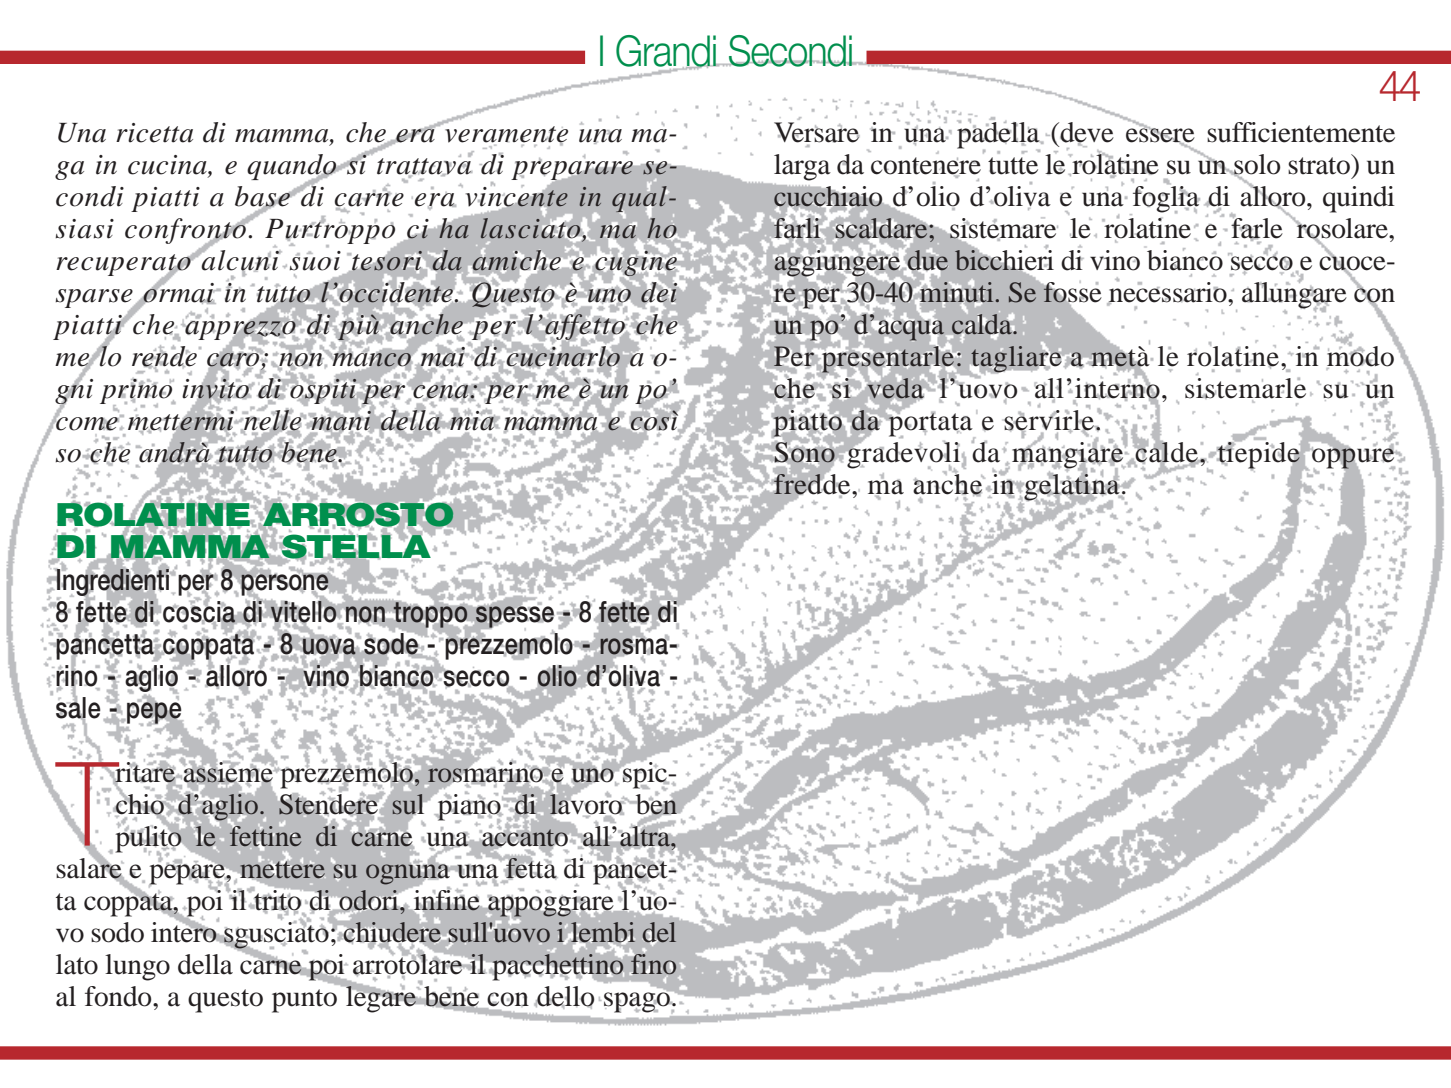 I Grandi Secondi
44
Una ricetta di mamma, che era veramente una ma-
ga in cucina, e quando si trattava di preparare se-
condi piatti a base di carne era vincente in qual-
siasi confronto. Purtroppo ci ha lasciato, ma ho
recuperato alcuni suoi tesori da amiche e cugine
sparse ormai in tutto l'occidente. Questo è uno dei
piatti che apprezzo di più anche per l'affetto che
me lo rende caro; non manco mai di cucinarlo a o-
gni primo invito di ospiti per cena: per me è un po'
come mettermi nelle mani della mia mamma e così
so che andrà tutto bene.
ROLATINE ARROSTO
DI MAMMA STELLA
Ingredienti per 8 persone
8 fette di coscia di vitello non troppo spesse - 8 fette di
pancetta coppata - 8 uova sode - prezzemolo - rosma-
rino - aglio - alloro - vino bianco secco - olio d'oliva -
sale - pepe
Tritare assieme prezzemolo, rosmarino e uno spic-
chio d'aglio. Stendere sul piano di lavoro ben
pulito le fettine di carne una accanto all'altra,
salare e pepare, mettere su ognuna una fetta di pancet-
ta coppata, poi il trito di odori, infine appoggiare l'uo-
vo sodo intero sgusciato; chiudere sull'uovo i lembi del
lato lungo della carne poi arrotolare il pacchettino fino
al fondo, a questo punto legare bene con dello spago.
Versare in una padella (deve essere sufficientemente
larga da contenere tutte le rolatine su un solo strato) un
cucchiaio d'olio d'oliva e una foglia di alloro, quindi
farli scaldare; sistemare le rolatine e farle rosolare,
aggiungere due bicchieri di vino bianco secco e cuoce-
re per 30-40 minuti. Se fosse necessario, allungare con
un po' d'acqua calda.
Per presentarle: tagliare a metà le rolatine, in modo
che si veda l'uovo all'interno, sistemarle su un
piatto da portata e servirle.
Sono gradevoli da mangiare calde, tiepide oppure
fredde, ma anche in gelatina.